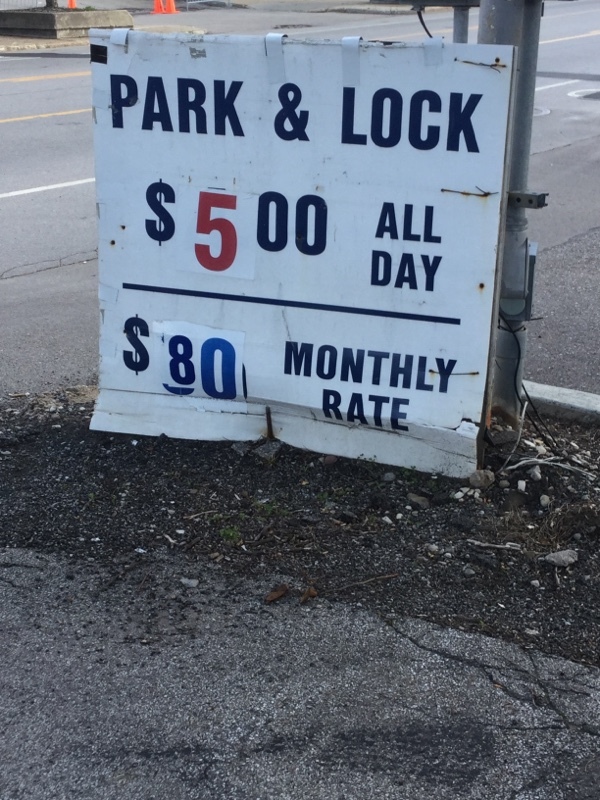 PARK & LOCK
$ 5 00 ALL DAY
$ 80 MONTHLY RATE